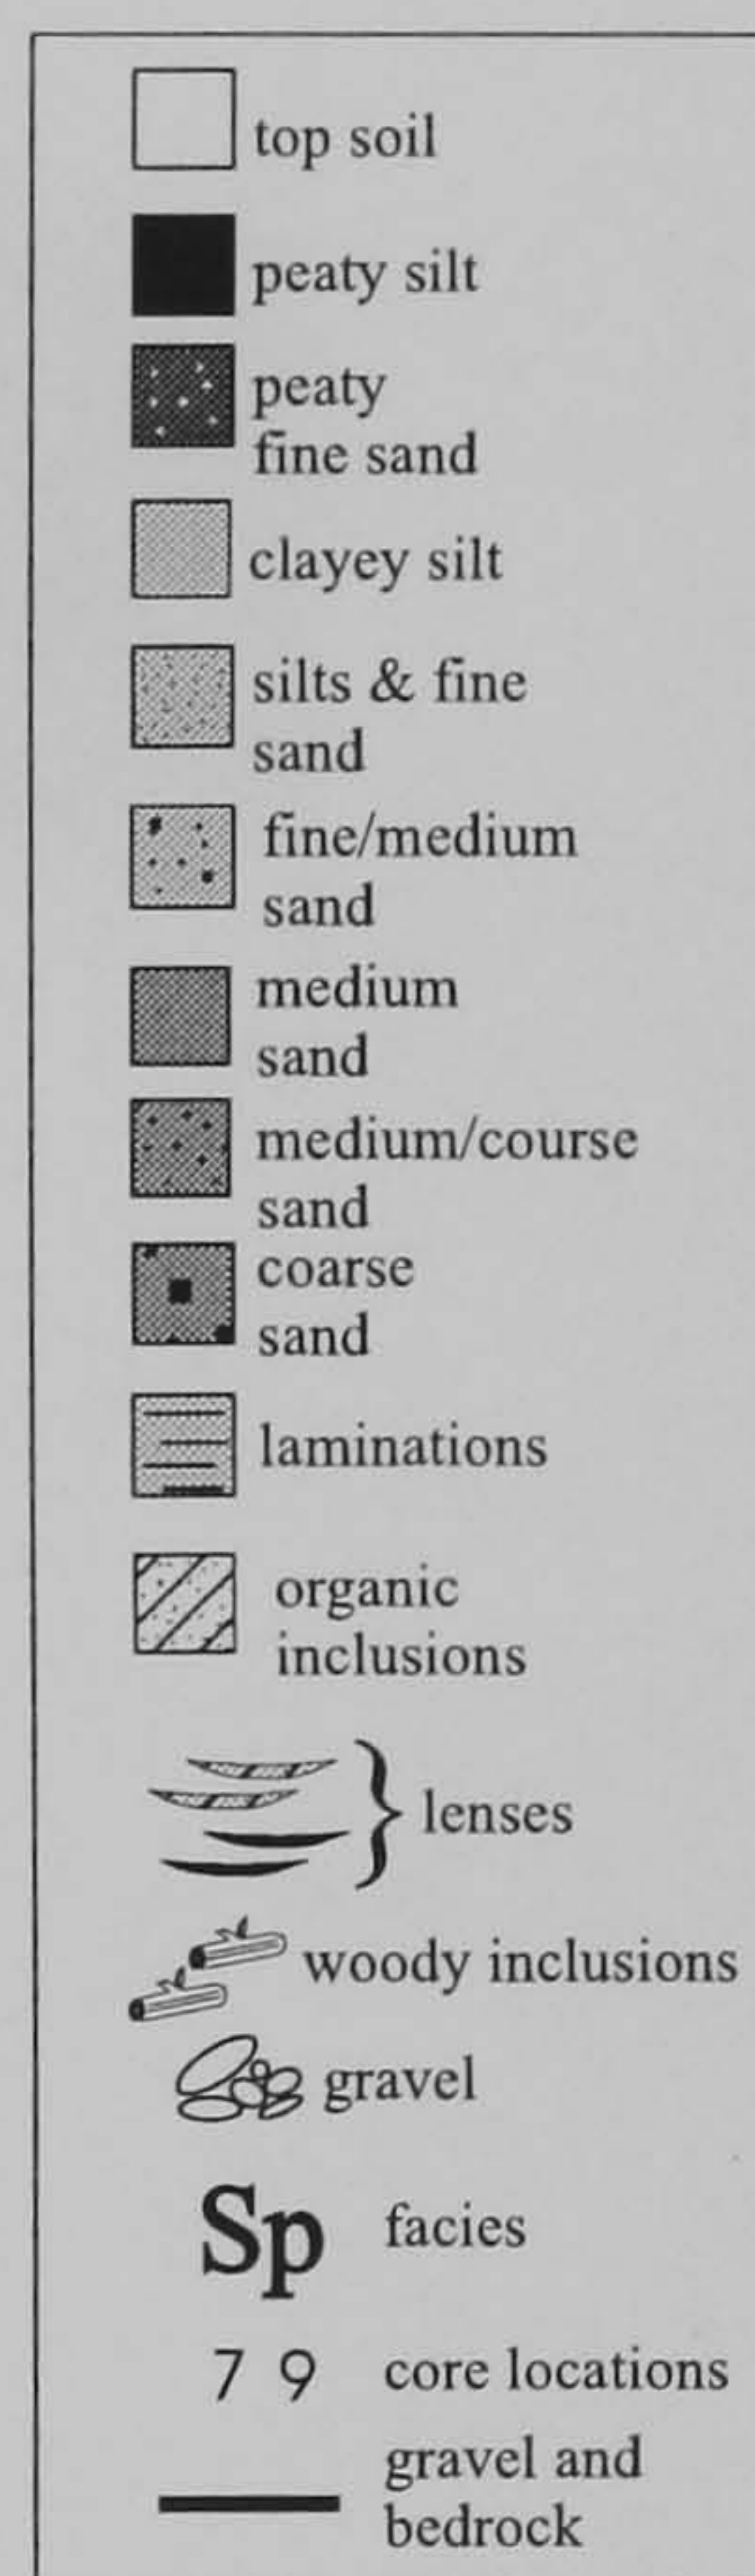 top soil
peaty silt
peaty
fine sand
clayey silt
silts & fine
sand
fine/medium
sand
medium
sand
medium/course
sand
coarse
sand
laminations
organic
inclusions
lenses
woody inclusions
gravel
Sp facies
7 9 core locations
gravel and
bedrock